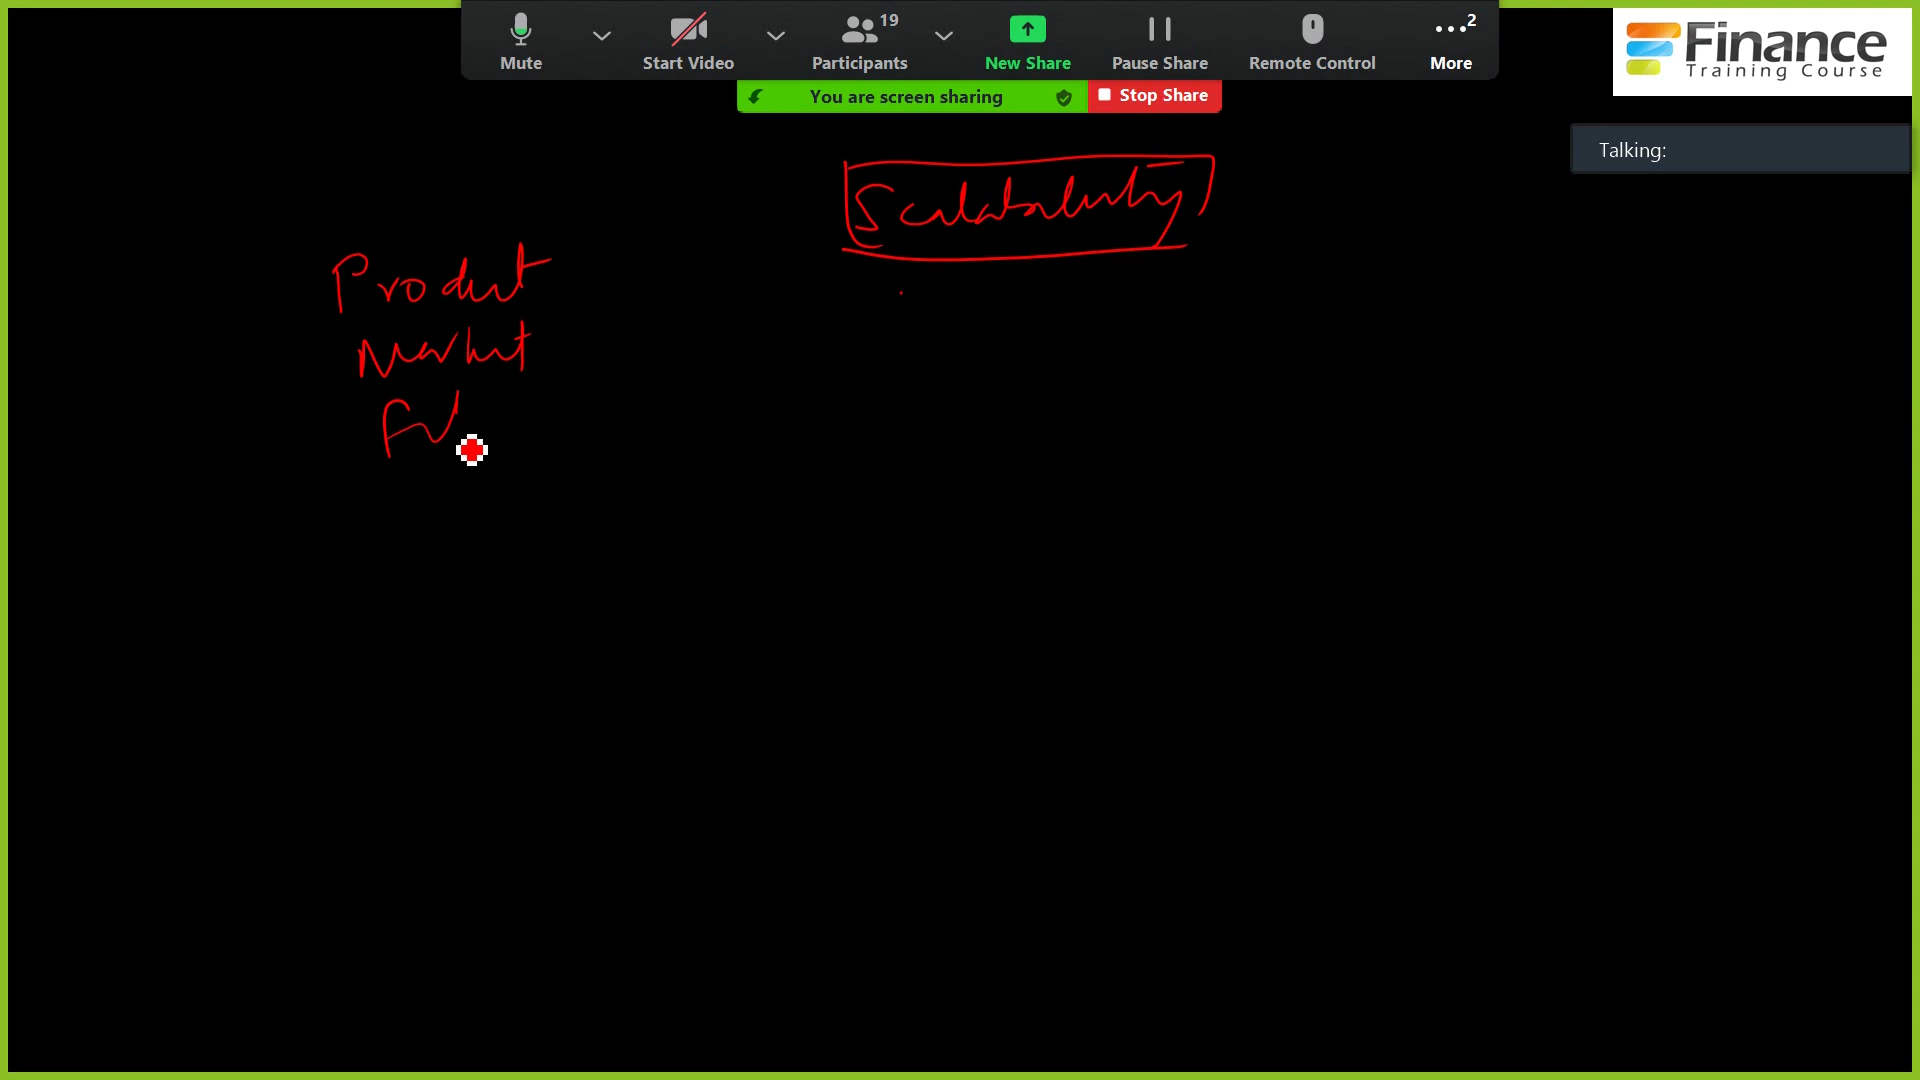 Mute
Start Video
Participants
19
New Share
Pause Share
Remote Control
More
2
You are screen sharing
Stop Share
Finance
Training Course
Talking:
Scalability
Product
Market
Fit